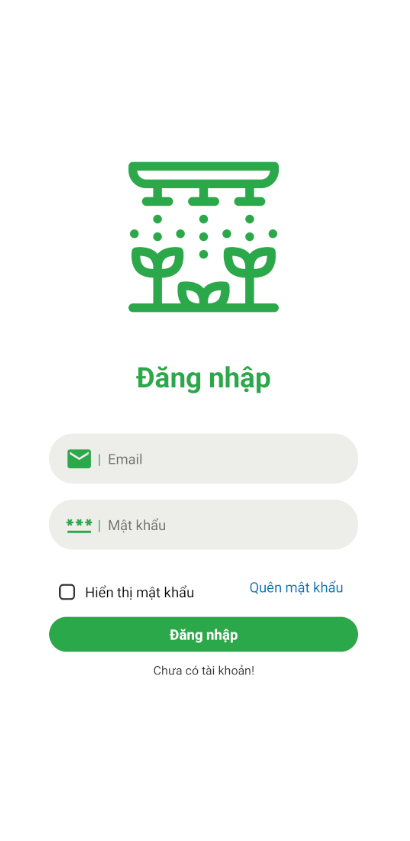 Đăng nhập
| Email
*** | Mật khẩu
Hiển thị mật khẩu
Quên mật khẩu
Đăng nhập
Chưa có tài khoản!